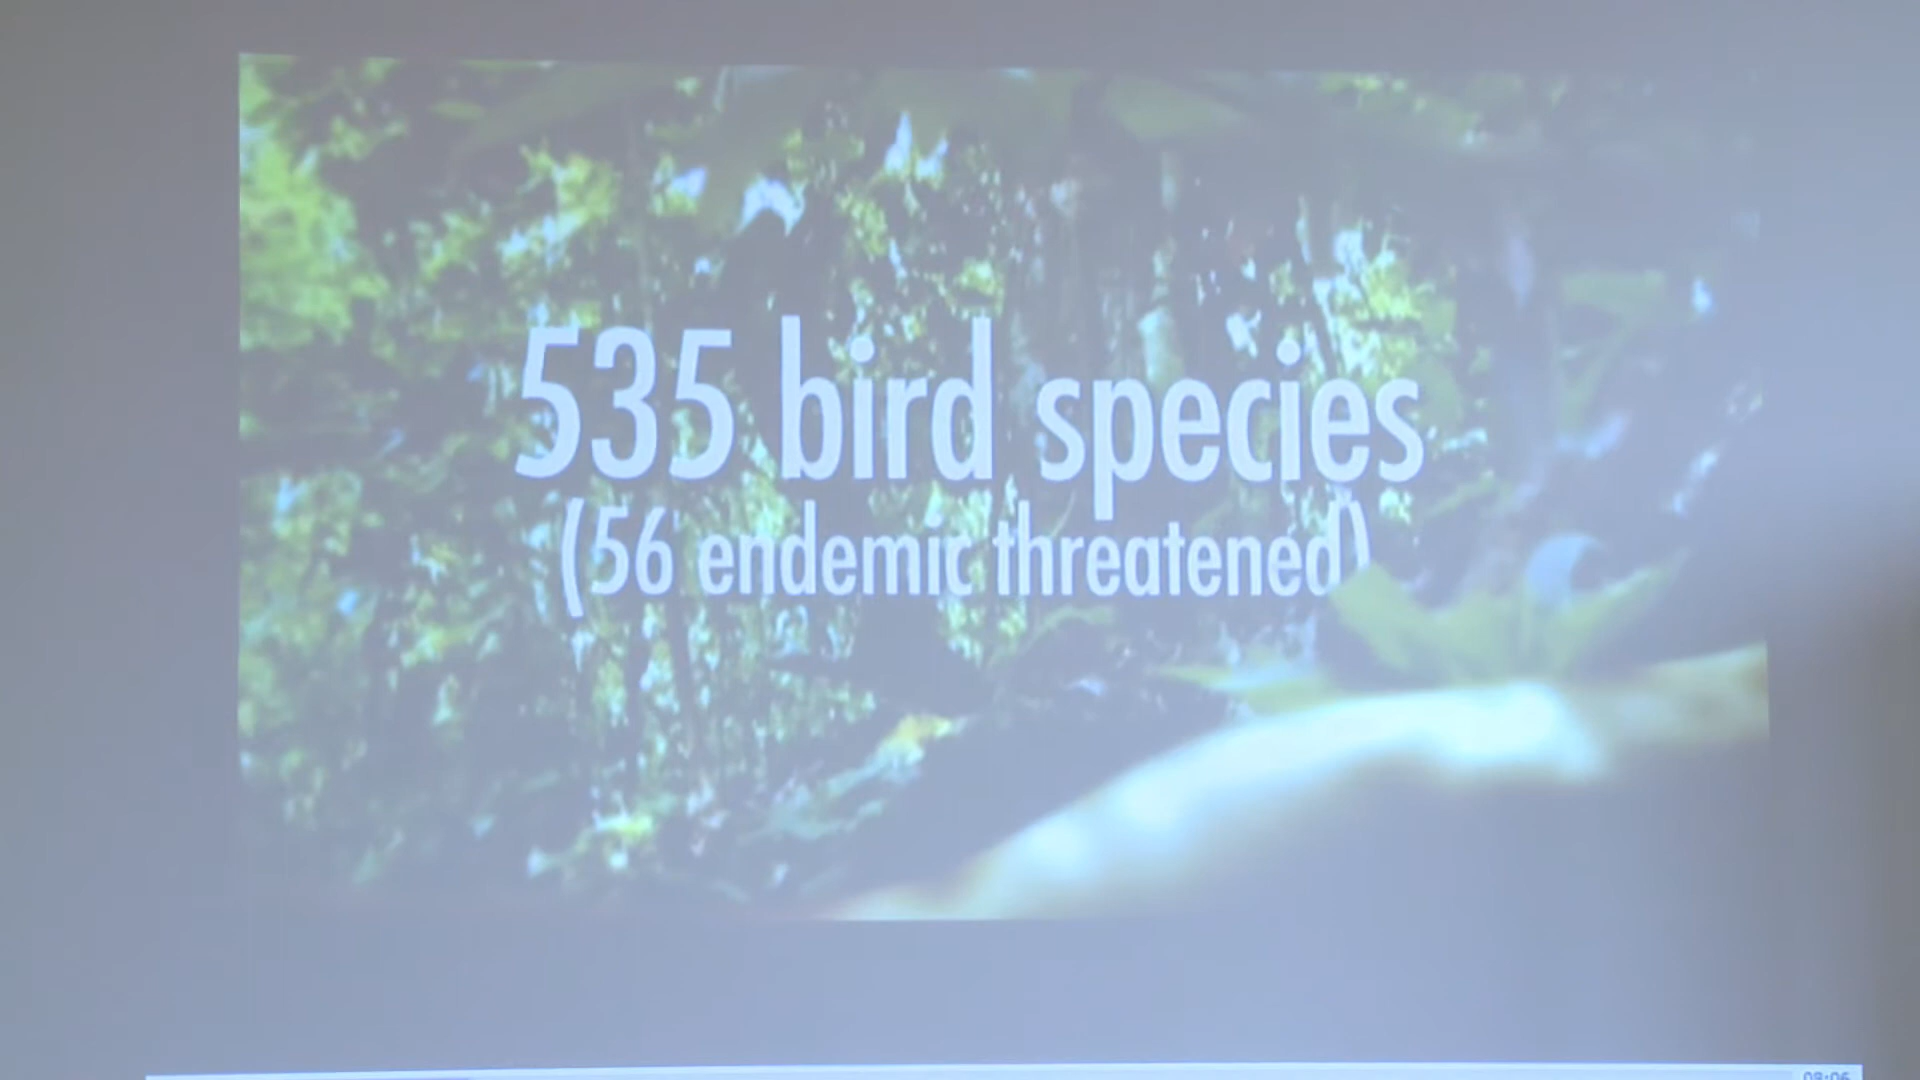 535 bird species
(56 endemic threatened)